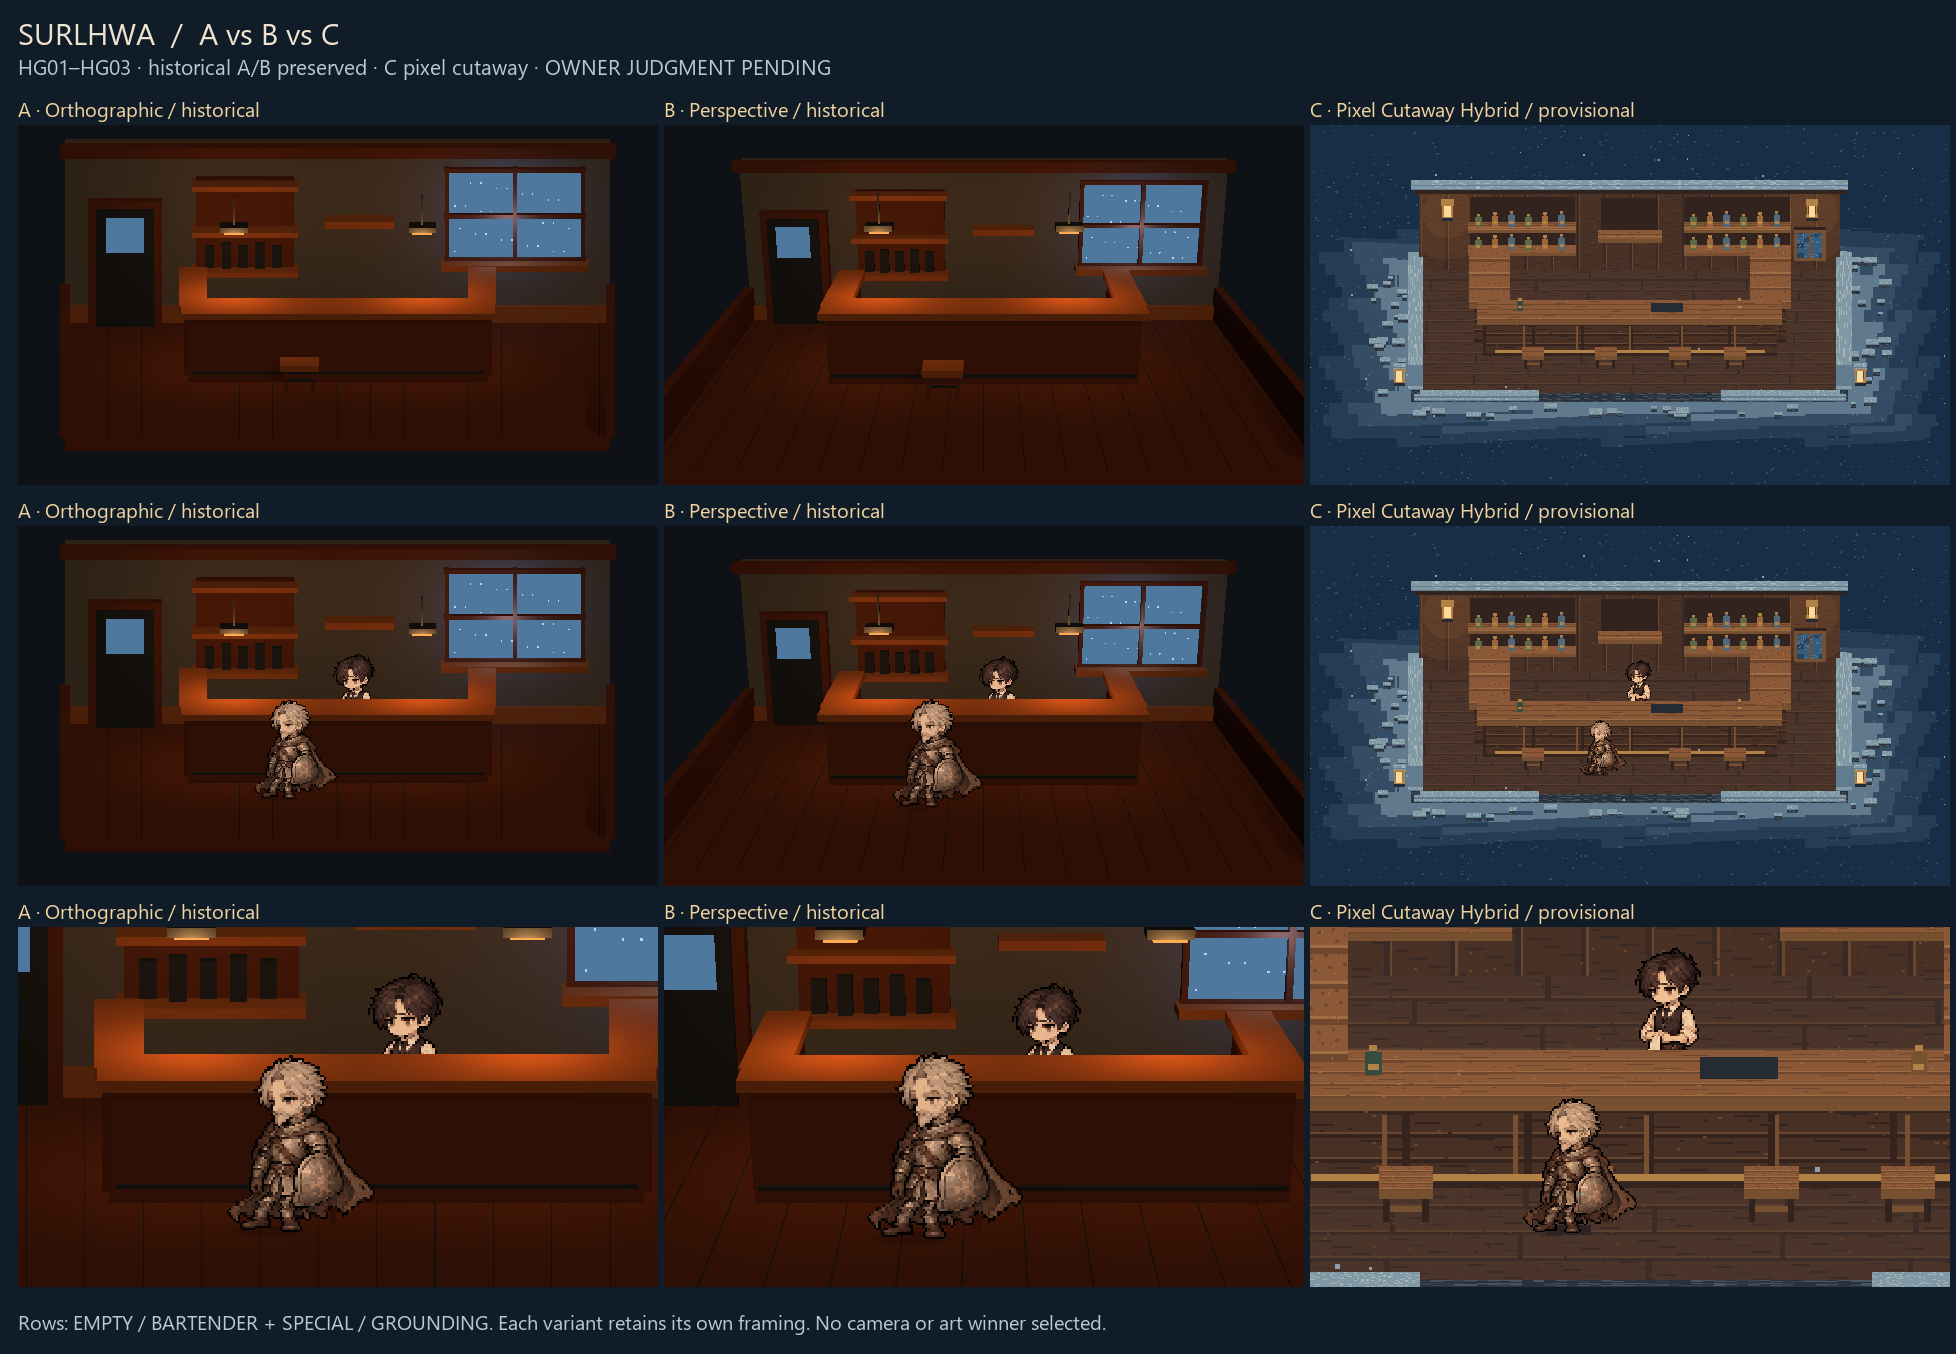 SURLHWA / A vs B vs C
HG01–HG03 · historical A/B preserved · C pixel cutaway · OWNER JUDGMENT PENDING
A · Orthographic / historical
B · Perspective / historical
C · Pixel Cutaway Hybrid / provisional
A · Orthographic / historical
B · Perspective / historical
C · Pixel Cutaway Hybrid / provisional
A · Orthographic / historical
B · Perspective / historical
C · Pixel Cutaway Hybrid / provisional
Rows: EMPTY / BARTENDER + SPECIAL / GROUNDING. Each variant retains its own framing. No camera or art winner selected.